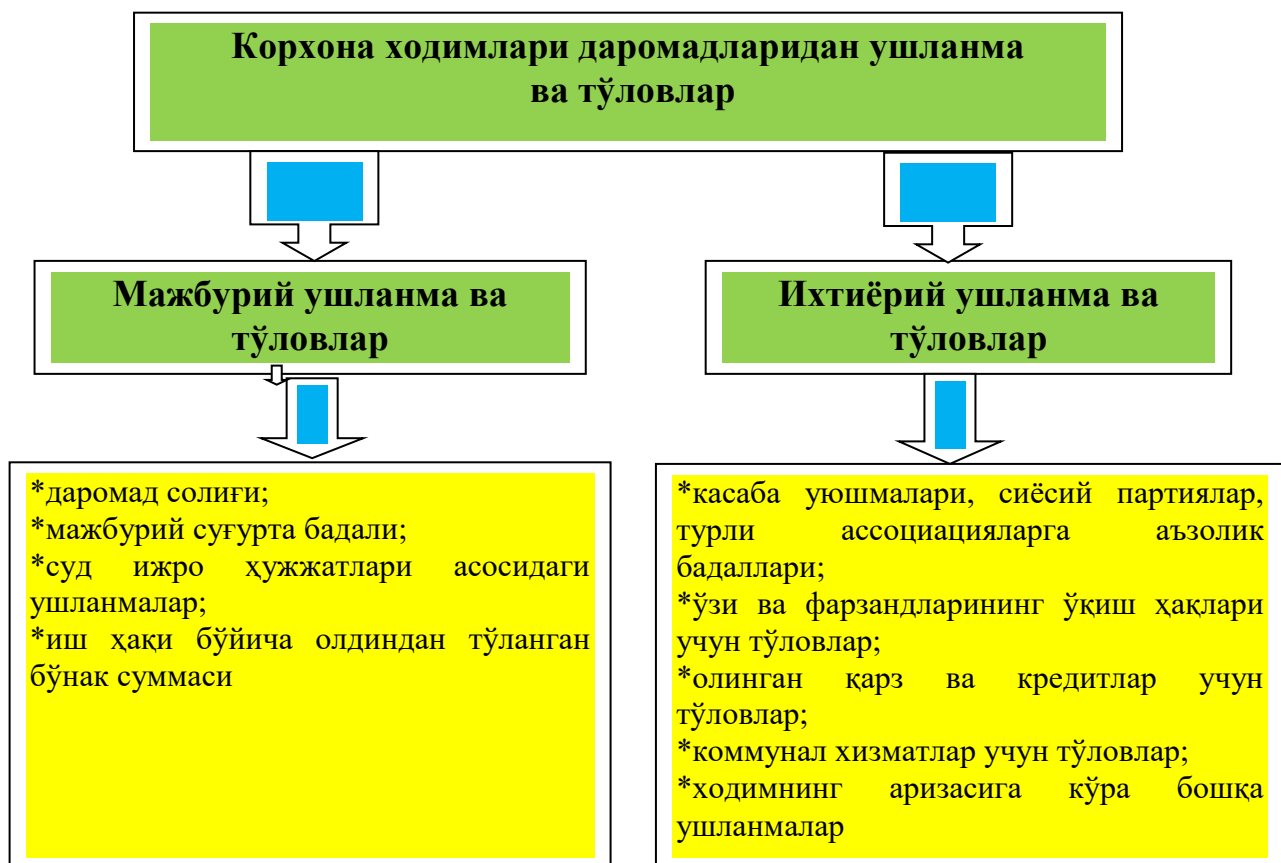 Корхона ходимлари даромадларидан ушланма
ва тўловлар
Мажбурий ушланма ва
тўловлар
Ихтиёрий ушланма ва
тўловлар
*даромад солиғи;
*мажбурий суғурта бадали;
*суд ижро ҳужжатлари асосидаги
ушланмалар;
*иш ҳақи бўйича олдиндан тўланган
бўнак суммаси
*касаба уюшмалари, сиёсий партиялар,
турли ассоциацияларга аъзолик
бадаллари;
*ўзи ва фарзандларининг ўқиш ҳақлари
учун тўловлар;
*олинган қарз ва кредитлар учун
тўловлар;
*коммунал хизматлар учун тўловлар;
*ходимнинг аризасига кўра бошқа
ушланмалар